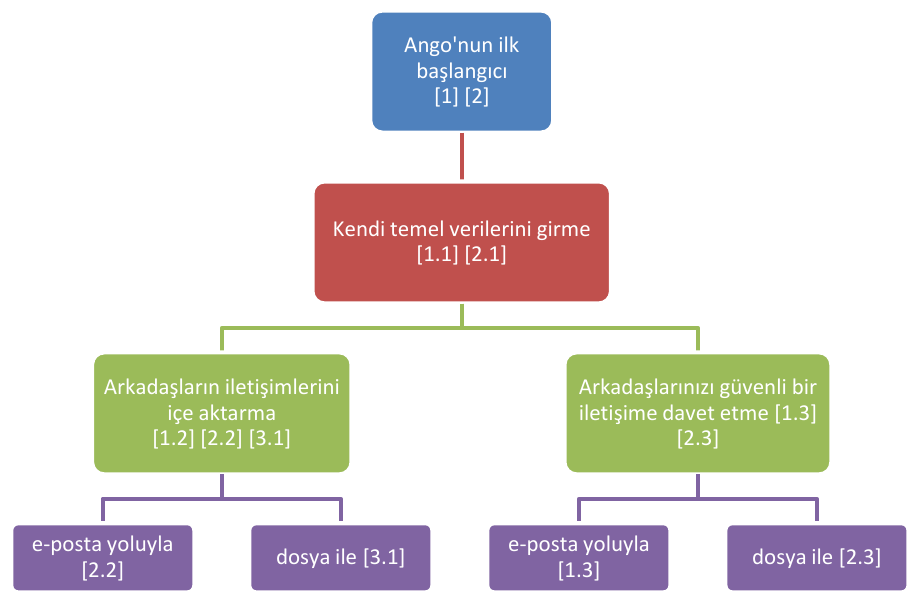 Ango'nun ilk
başlangıcı
[1] [2]
Kendi temel verilerini girme
[1.1] [2.1]
Arkadaşların iletişimlerini
içe aktarma
[1.2] [2.2] [3.1]
Arkadaşlarınızı güvenli bir
iletişime davet etme [1.3]
[2.3]
e-posta yoluyla
[2.2]
dosya ile [3.1]
e-posta yoluyla
[1.3]
dosya ile [2.3]